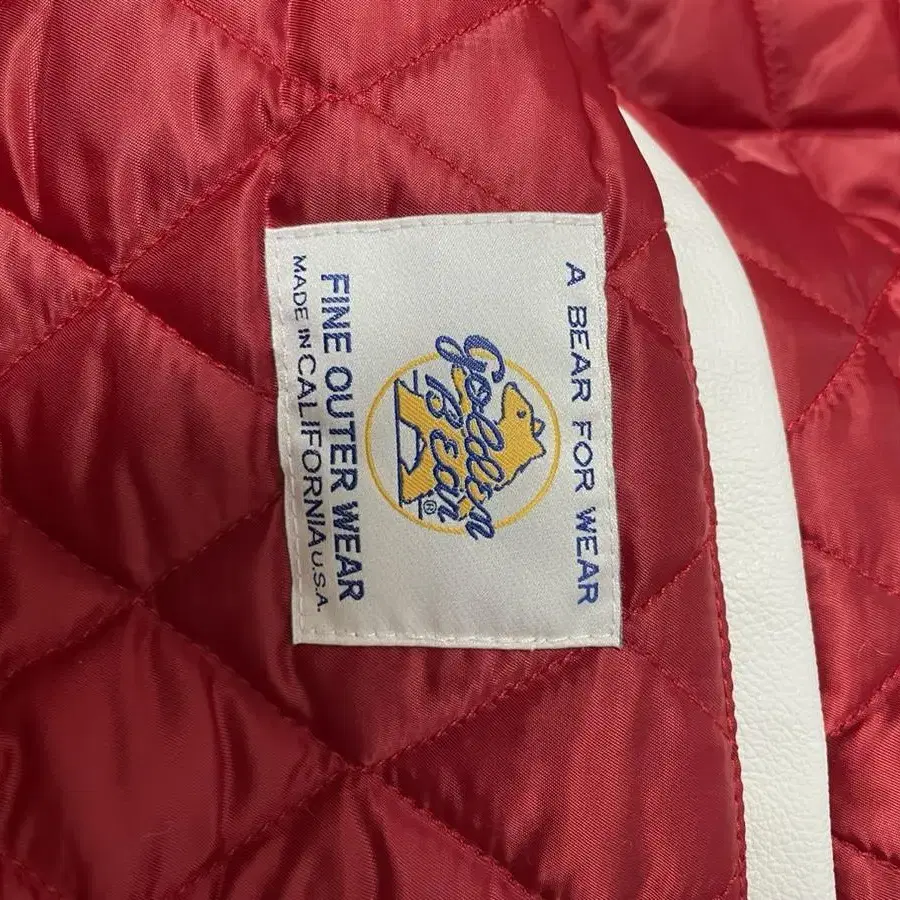 A BEAR FOR WEAR
Golden
Bear®
FINE OUTER WEAR
MADE IN CALIFORNIA U.S.A.